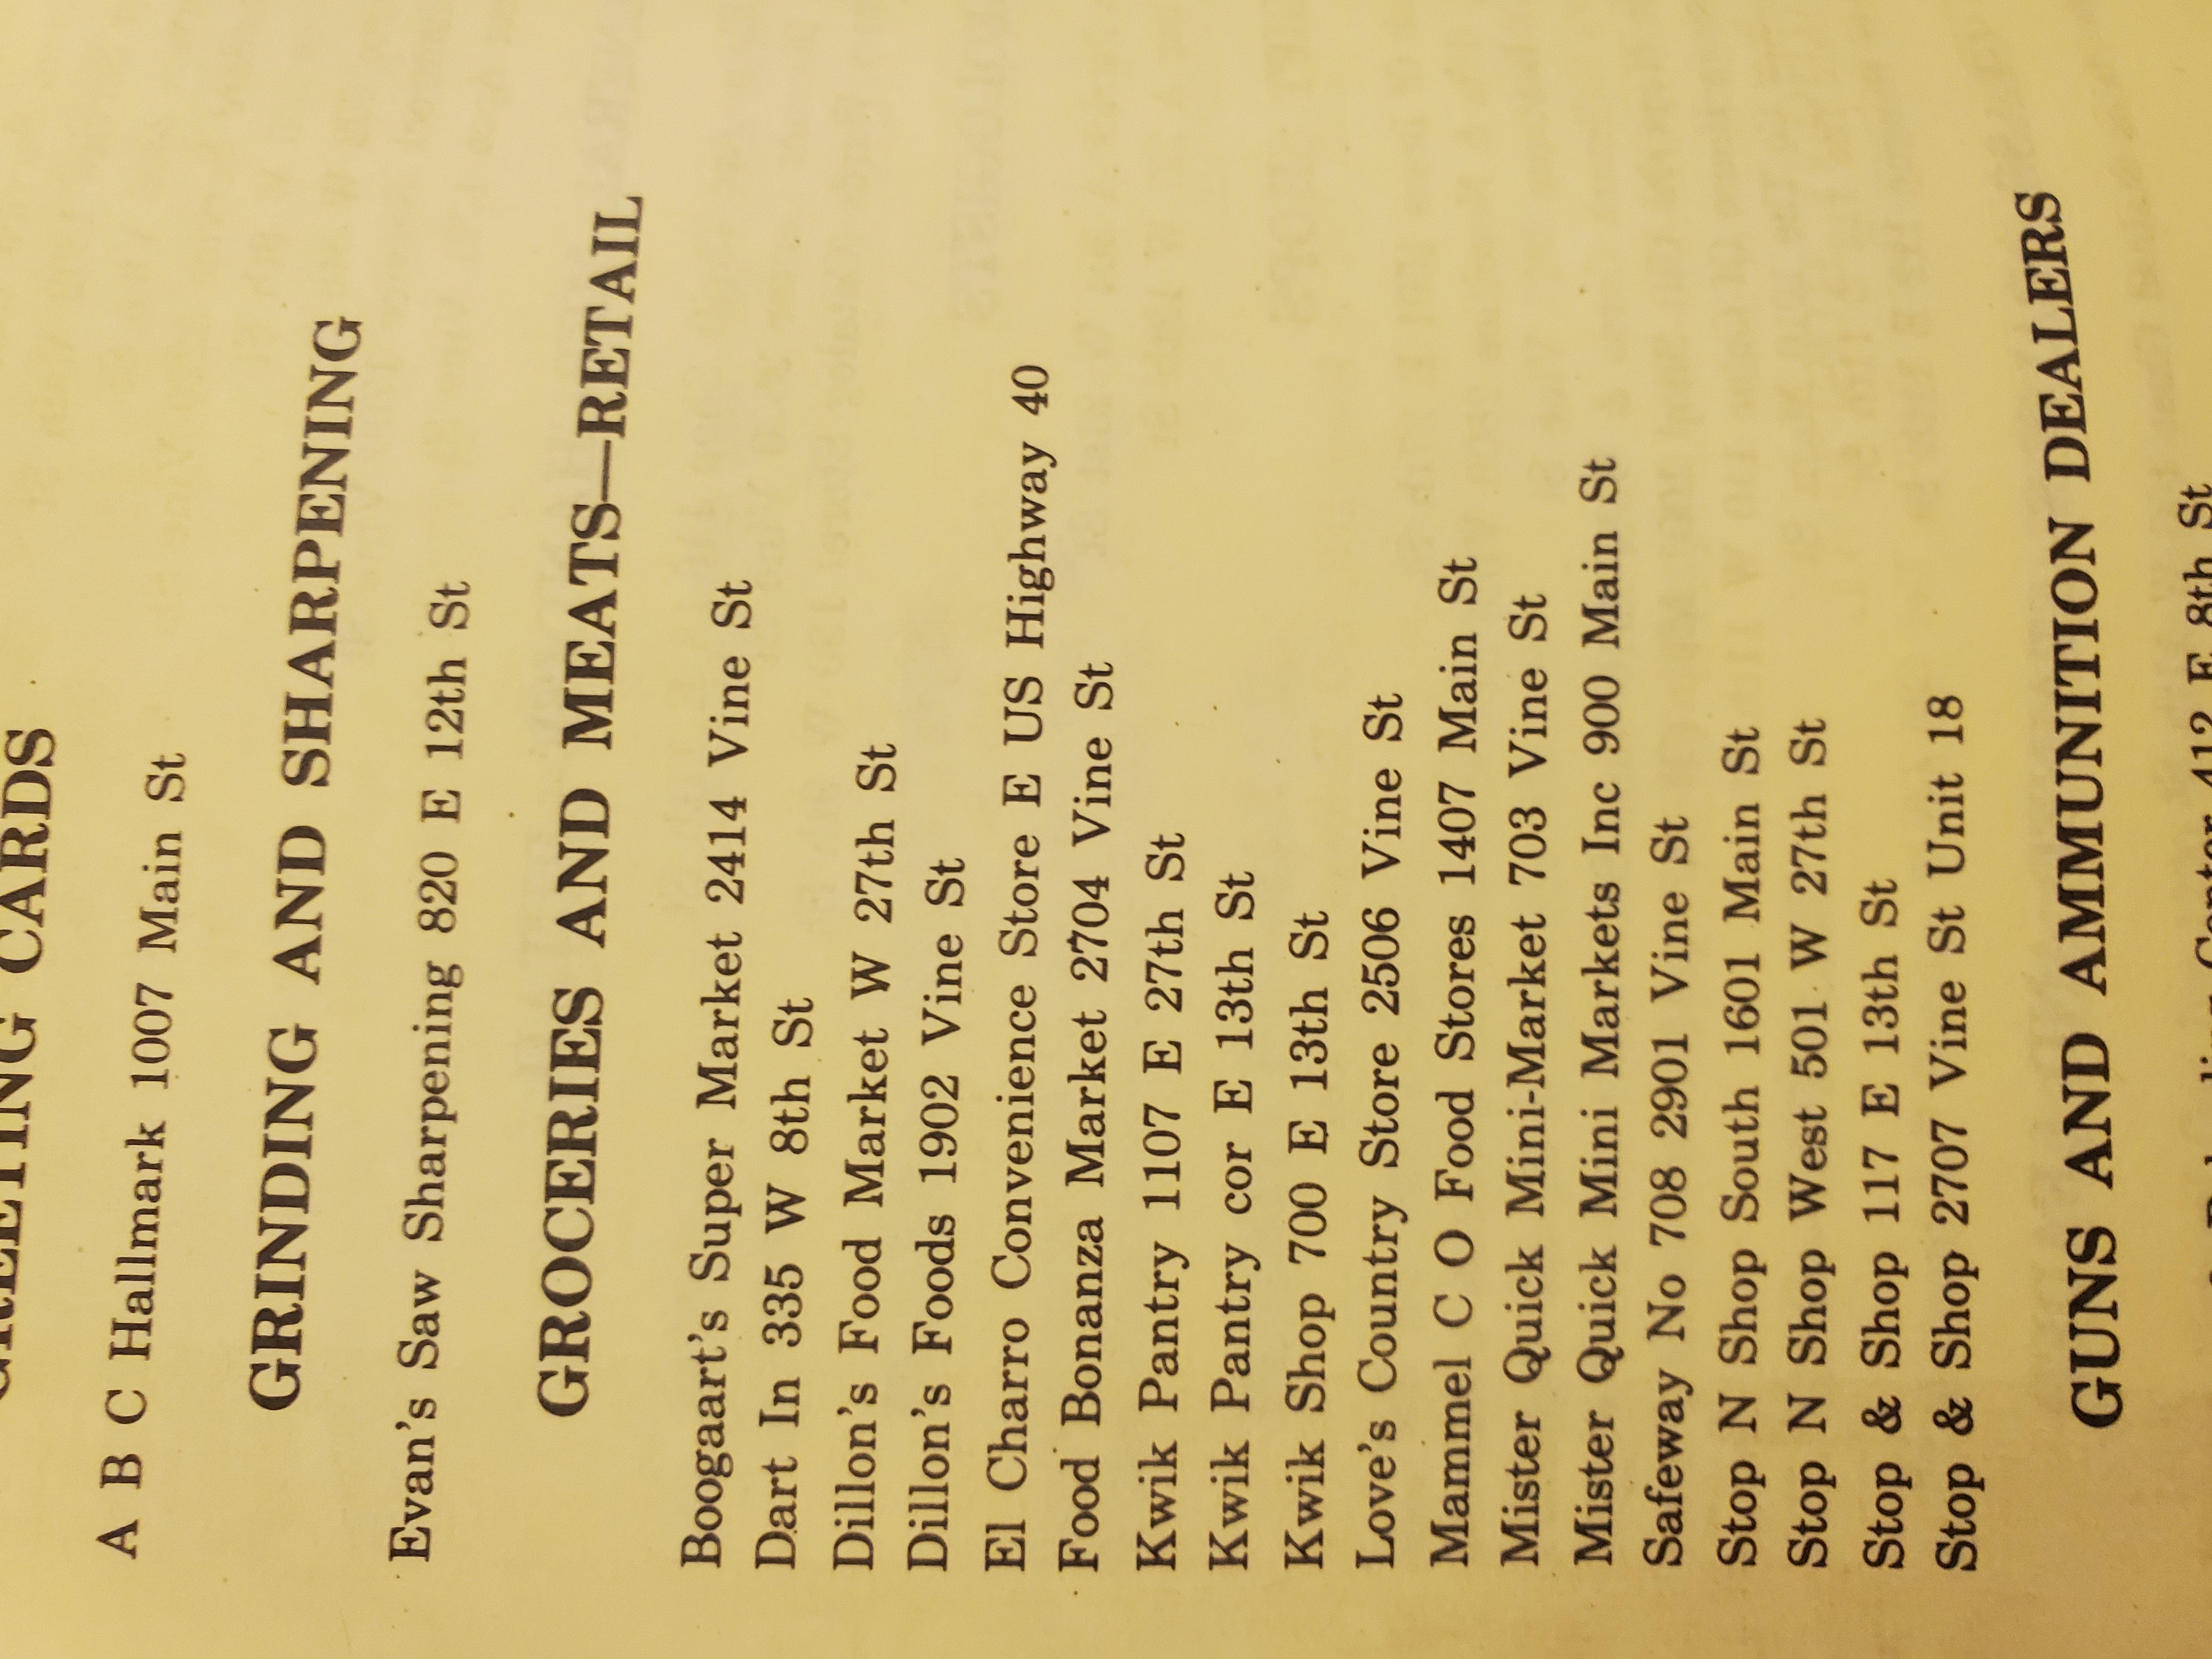 GREETING CARDS
A B C Hallmark 1007 Main St
GRINDING AND SHARPENING
Evan's Saw Sharpening 820 E 12th St
GROCERIES AND MEATS—RETAIL
Boogaart's Super Market 2414 Vine St
Dart In 335 W 8th St
Dillon's Food Market W 27th St
Dillon's Foods 1902 Vine St
El Charro Convenience Store E US Highway 40
Food Bonanza Market 2704 Vine St
Kwik Pantry 1107 E 27th St
Kwik Pantry cor E 13th St
Kwik Shop 700 E 13th St
Love's Country Store 2506 Vine St
Mammel C O Food Stores 1407 Main St
Mister Quick Mini-Market 703 Vine St
Mister Quick Mini Markets Inc 900 Main St
Safeway No 708 2901 Vine St
Stop N Shop South 1601 Main St
Stop N Shop West 501 W 27th St
Stop & Shop 117 E 13th St
Stop & Shop 2707 Vine St Unit 18
GUNS AND AMMUNITION DEALERS
Center 412 E 8th St